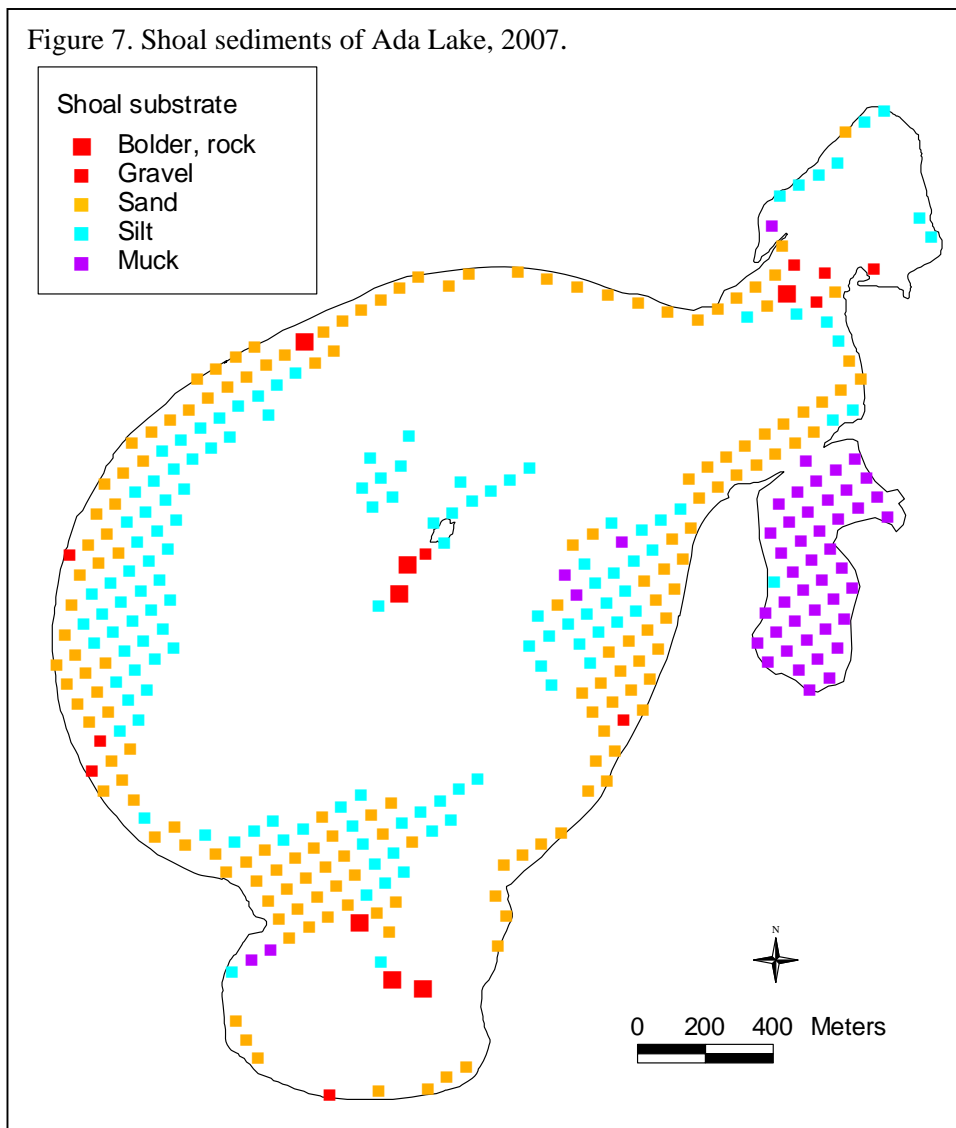 Figure 7. Shoal sediments of Ada Lake, 2007.
Shoal substrate
Bolder, rock
Gravel
Sand
Silt
Muck
N
0 200 400 Meters